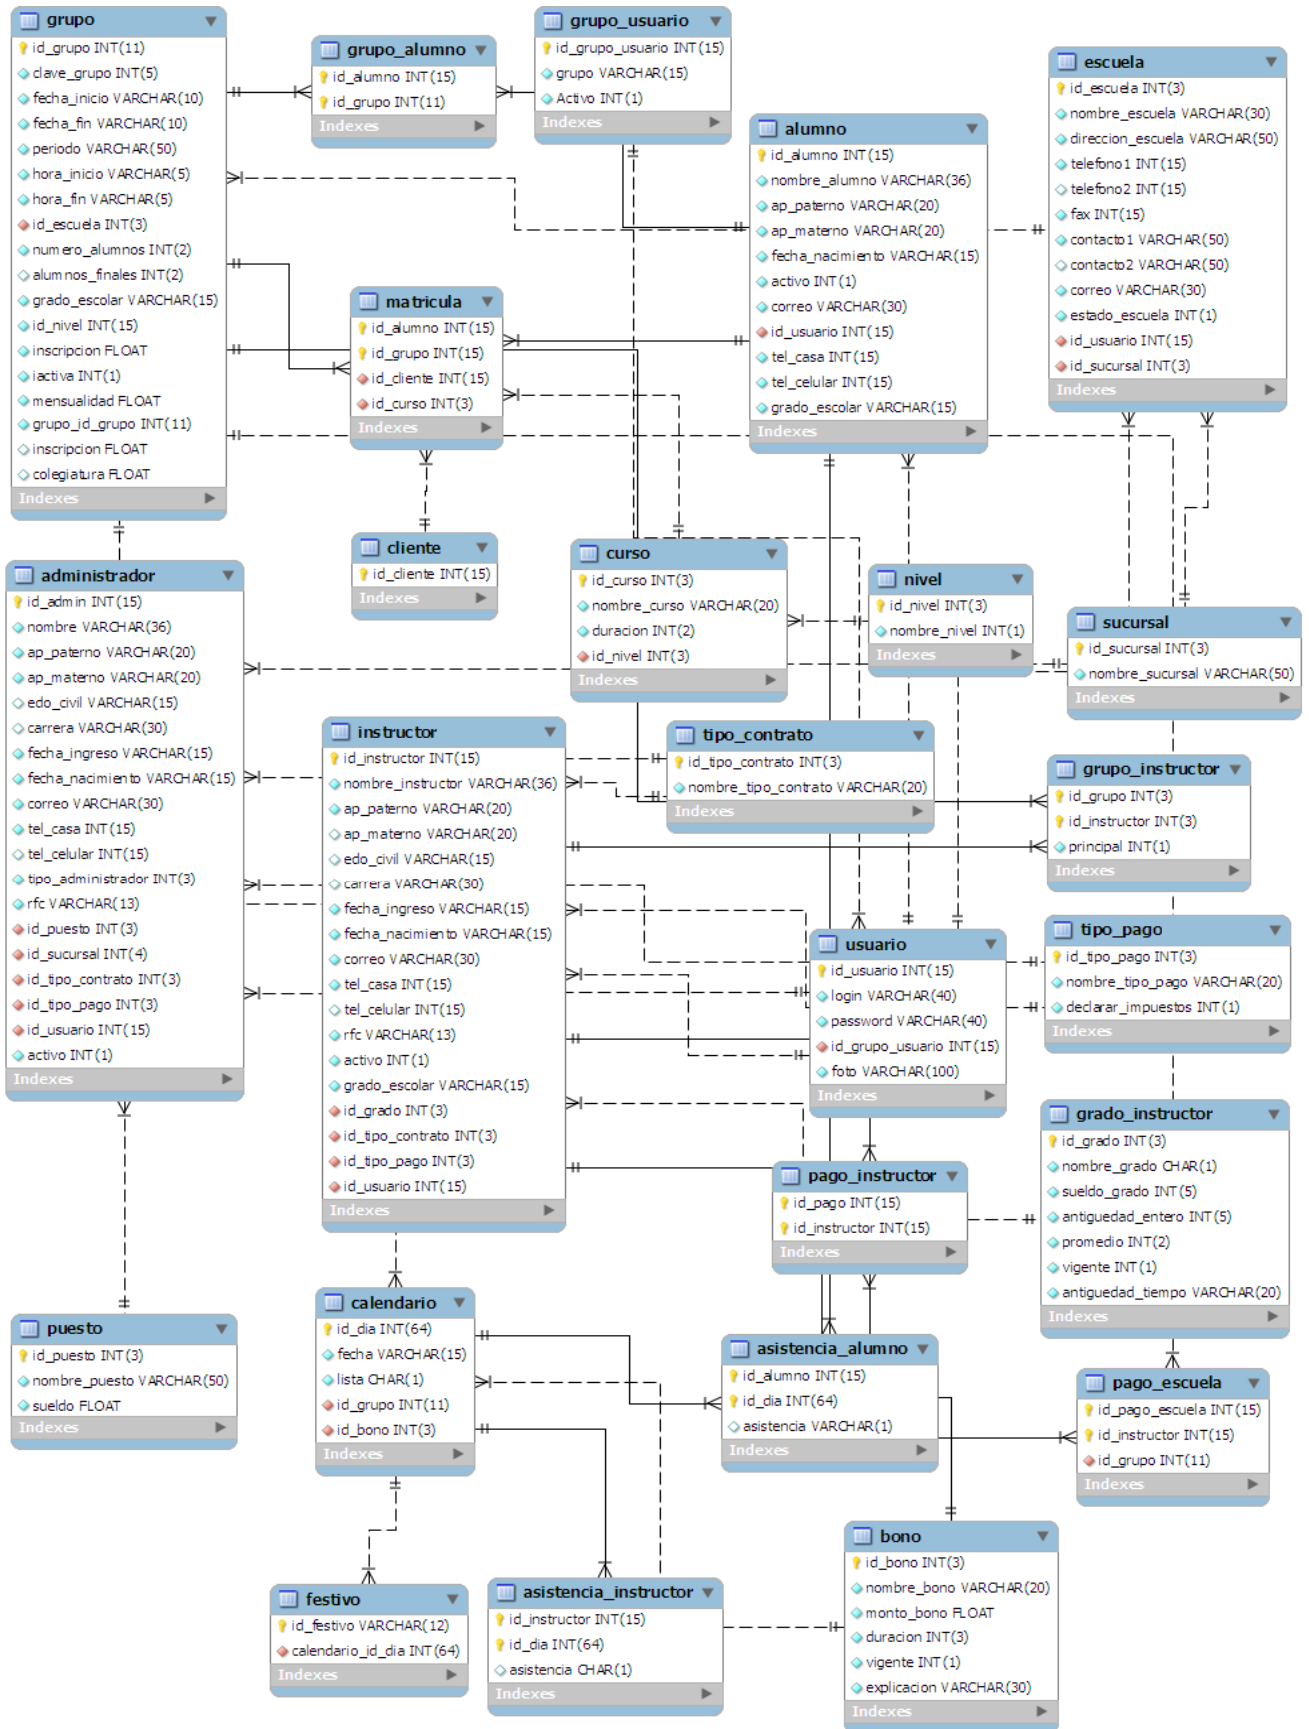 grupo
id_grupo INT(11)
clave_grupo INT(5)
fecha_inicio VARCHAR(10)
fecha_fin VARCHAR(10)
periodo VARCHAR(50)
hora_inicio VARCHAR(5)
hora_fin VARCHAR(5)
id_escuela INT(3)
numero_alumnos INT(2)
alumnos_finales INT(2)
grado_escolar VARCHAR(15)
id_nivel INT(15)
inscripcion FLOAT
iactiva INT(1)
mensualidad FLOAT
grupo_id_grupo INT(11)
inscripcion FLOAT
colegiatura FLOAT
Indexes
grupo_alumno
id_alumno INT(15)
id_grupo INT(11)
Indexes
grupo_usuario
id_grupo_usuario INT(15)
grupo VARCHAR(15)
Activo INT(1)
Indexes
alumno
id_alumno INT(15)
nombre_alumno VARCHAR(36)
ap_paterno VARCHAR(20)
ap_materno VARCHAR(20)
fecha_nacimiento VARCHAR(15)
activo INT(1)
correo VARCHAR(30)
id_usuario INT(15)
tel_casa INT(15)
tel_celular INT(15)
grado_escolar VARCHAR(15)
Indexes
escuela
id_escuela INT(3)
nombre_escuela VARCHAR(30)
direccion_escuela VARCHAR(50)
telefono1 INT(15)
telefono2 INT(15)
fax INT(15)
contacto1 VARCHAR(50)
contacto2 VARCHAR(50)
correo VARCHAR(30)
estado_escuela INT(1)
id_usuario INT(15)
id_sucursal INT(3)
Indexes
matricula
id_alumno INT(15)
id_grupo INT(15)
id_cliente INT(15)
id_curso INT(3)
Indexes
cliente
id_cliente INT(15)
Indexes
curso
id_curso INT(3)
nombre_curso VARCHAR(20)
duracion INT(2)
id_nivel INT(3)
Indexes
nivel
id_nivel INT(3)
nombre_nivel INT(1)
Indexes
sucursal
id_sucursal INT(3)
nombre_sucursal VARCHAR(50)
Indexes
administrador
id_admin INT(15)
nombre VARCHAR(36)
ap_paterno VARCHAR(20)
ap_materno VARCHAR(20)
edo_civil VARCHAR(15)
carrera VARCHAR(30)
fecha_ingreso VARCHAR(15)
fecha_nacimiento VARCHAR(15)
correo VARCHAR(30)
tel_casa INT(15)
tel_celular INT(15)
tipo_administrador INT(3)
rfc VARCHAR(13)
id_puesto INT(3)
id_sucursal INT(4)
id_tipo_contrato INT(3)
id_tipo_pago INT(3)
id_usuario INT(15)
activo INT(1)
Indexes
instructor
id_instructor INT(15)
nombre_instructor VARCHAR(36)
ap_paterno VARCHAR(20)
ap_materno VARCHAR(20)
edo_civil VARCHAR(15)
carrera VARCHAR(30)
fecha_ingreso VARCHAR(15)
fecha_nacimiento VARCHAR(15)
correo VARCHAR(30)
tel_casa INT(15)
tel_celular INT(15)
rfc VARCHAR(13)
activo INT(1)
grado_escolar VARCHAR(15)
id_grado INT(3)
id_tipo_contrato INT(3)
id_tipo_pago INT(3)
id_usuario INT(15)
Indexes
tipo_contrato
id_tipo_contrato INT(3)
nombre_tipo_contrato VARCHAR(20)
Indexes
grupo_instructor
id_grupo INT(3)
id_instructor INT(3)
principal INT(1)
Indexes
usuario
id_usuario INT(15)
login VARCHAR(40)
password VARCHAR(40)
id_grupo_usuario INT(15)
foto VARCHAR(100)
Indexes
tipo_pago
id_tipo_pago INT(3)
nombre_tipo_pago VARCHAR(20)
declarar_impuestos INT(1)
Indexes
pago_instructor
id_pago INT(15)
id_instructor INT(15)
Indexes
grado_instructor
id_grado INT(3)
nombre_grado CHAR(1)
sueldo_grado INT(5)
antiguedad_entero INT(5)
promedio INT(2)
vigente INT(1)
antiguedad_tiempo VARCHAR(20)
Indexes
puesto
id_puesto INT(3)
nombre_puesto VARCHAR(50)
sueldo FLOAT
Indexes
calendario
id_dia INT(64)
fecha VARCHAR(15)
lista CHAR(1)
id_grupo INT(11)
id_bono INT(3)
Indexes
asistencia_alumno
id_alumno INT(15)
id_dia INT(64)
asistencia VARCHAR(1)
Indexes
pago_escuela
id_pago_escuela INT(15)
id_instructor INT(15)
id_grupo INT(11)
Indexes
festivo
id_festivo VARCHAR(12)
calendario_id_dia INT(64)
Indexes
asistencia_instructor
id_instructor INT(15)
id_dia INT(64)
asistencia CHAR(1)
Indexes
bono
id_bono INT(3)
nombre_bono VARCHAR(20)
monto_bono FLOAT
duracion INT(3)
vigente INT(1)
explicacion VARCHAR(30)
Indexes